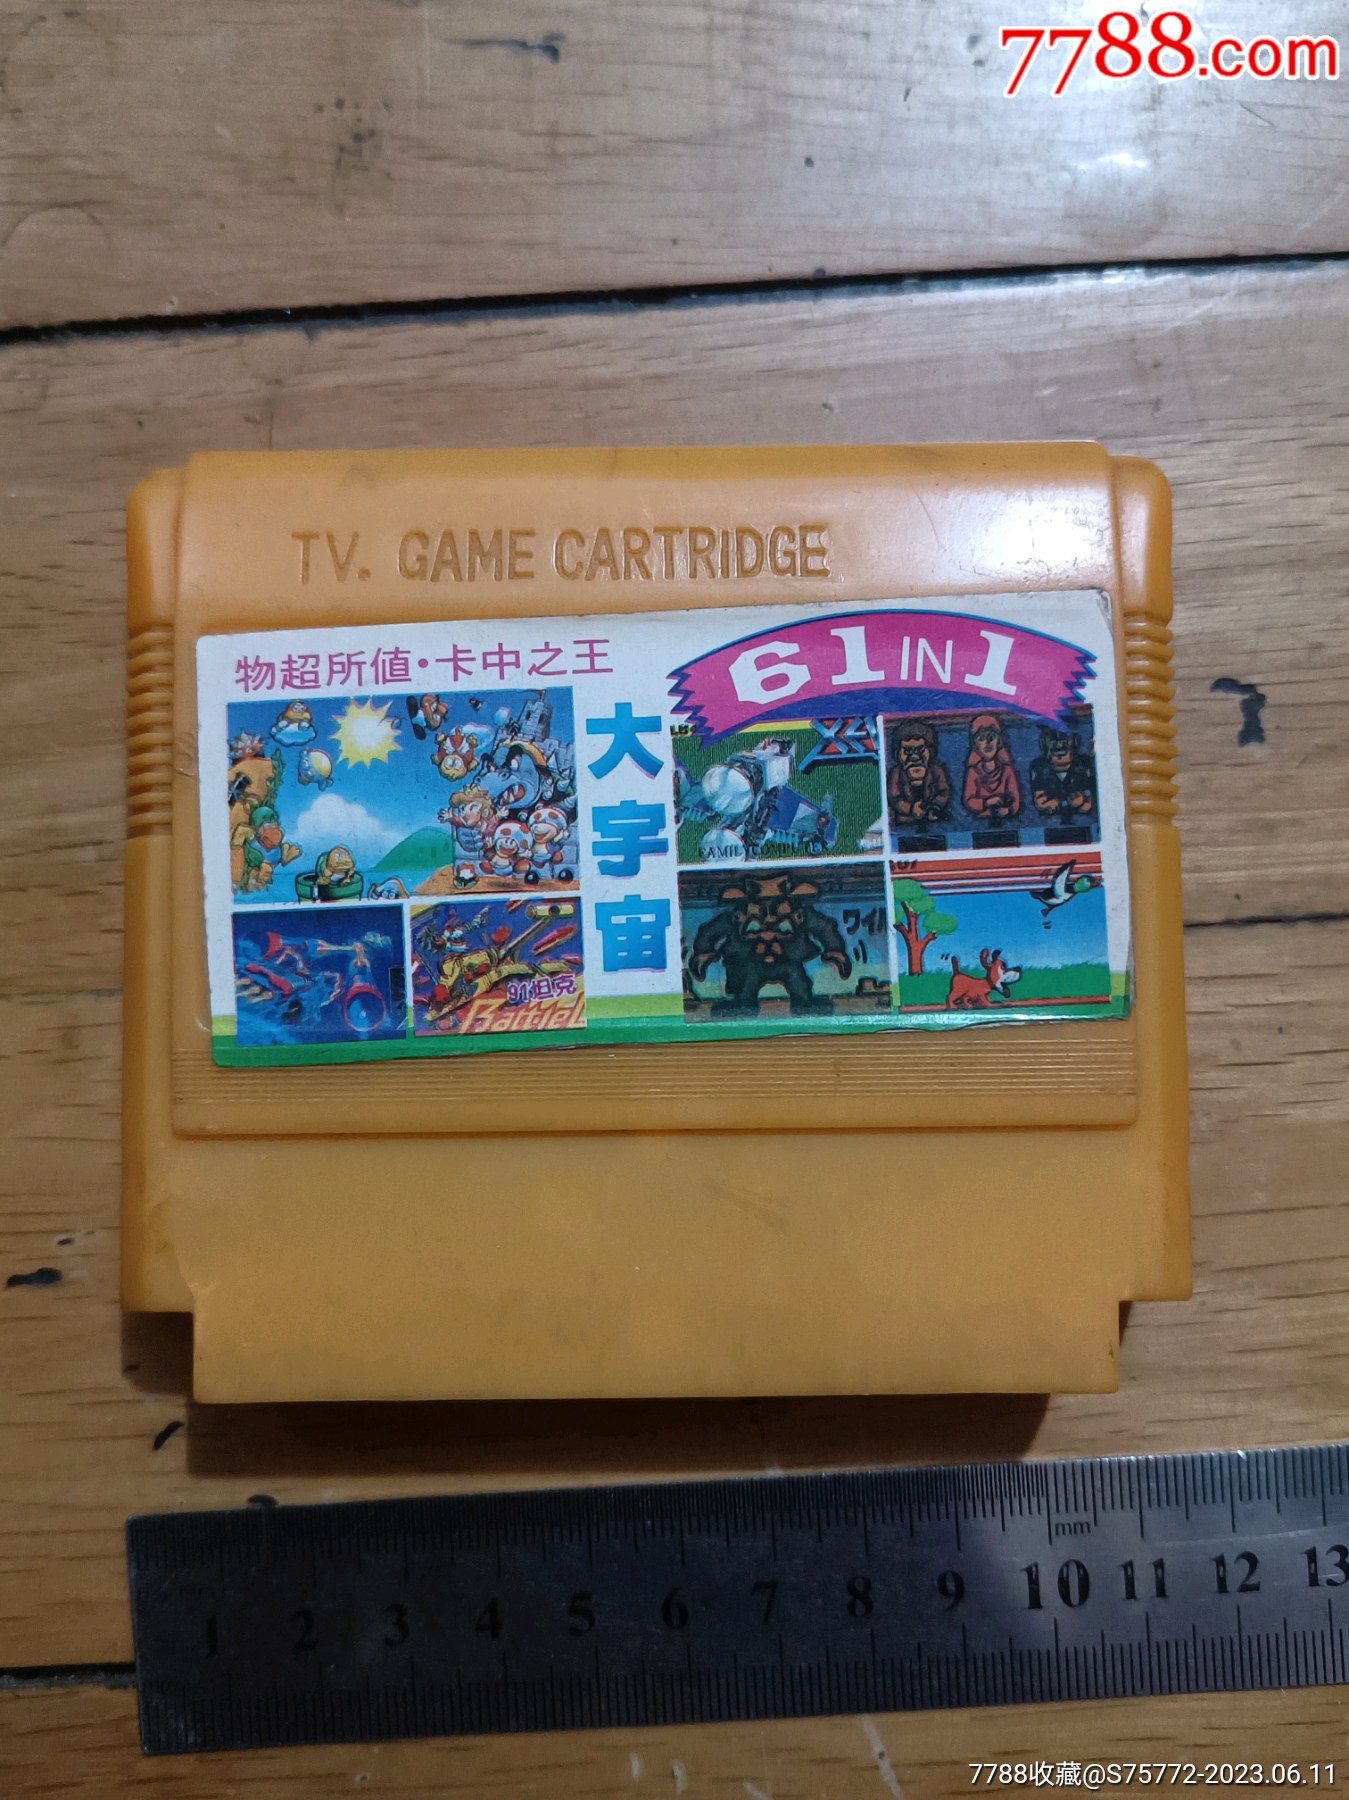 7788.com
TV. GAME CARTRIDGE
物超所值·卡中之王
61 IN 1
大宇宙
FAMILY COMPUTER
91坦克
mm
1 2 3 4 5 6 7 8 9 10 11 12 13
7788收藏@S75772-2023.06.11